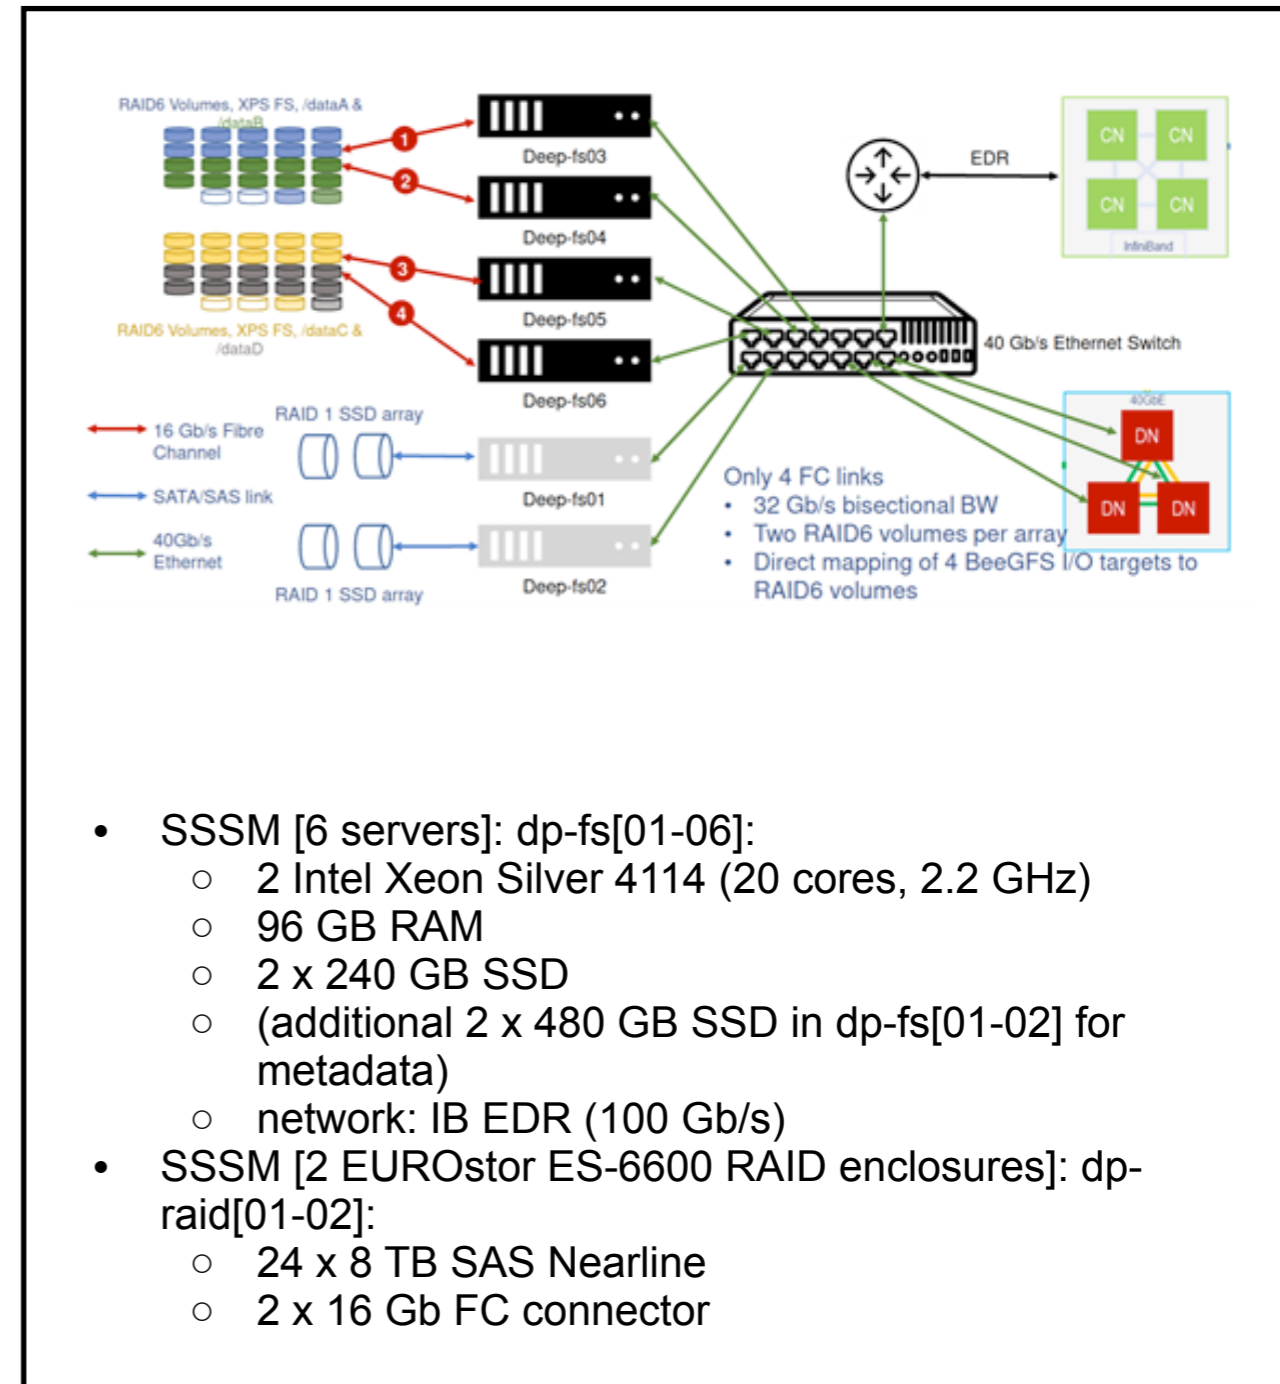 RAID6 Volumes, XPS FS, /dataA &
/dataB
1
2
3
4
RAID6 Volumes, XPS FS, /dataC &
/dataD
Deep-fs03
Deep-fs04
Deep-fs05
Deep-fs06
Deep-fs01
Deep-fs02
EDR
CN
CN
CN
CN
InfiniBand
40 Gb/s Ethernet Switch
40GbE
DN
DN
DN
RAID 1 SSD array
RAID 1 SSD array
16 Gb/s Fibre
Channel
SATA/SAS link
40Gb/s
Ethernet
Only 4 FC links
• 32 Gb/s bisectional BW
• Two RAID6 volumes per array
• Direct mapping of 4 BeeGFS I/O targets to
RAID6 volumes
• SSSM [6 servers]: dp-fs[01-06]:
○ 2 Intel Xeon Silver 4114 (20 cores, 2.2 GHz)
○ 96 GB RAM
○ 2 x 240 GB SSD
○ (additional 2 x 480 GB SSD in dp-fs[01-02] for
metadata)
○ network: IB EDR (100 Gb/s)
• SSSM [2 EUROstor ES-6600 RAID enclosures]: dp-
raid[01-02]:
○ 24 x 8 TB SAS Nearline
○ 2 x 16 Gb FC connector